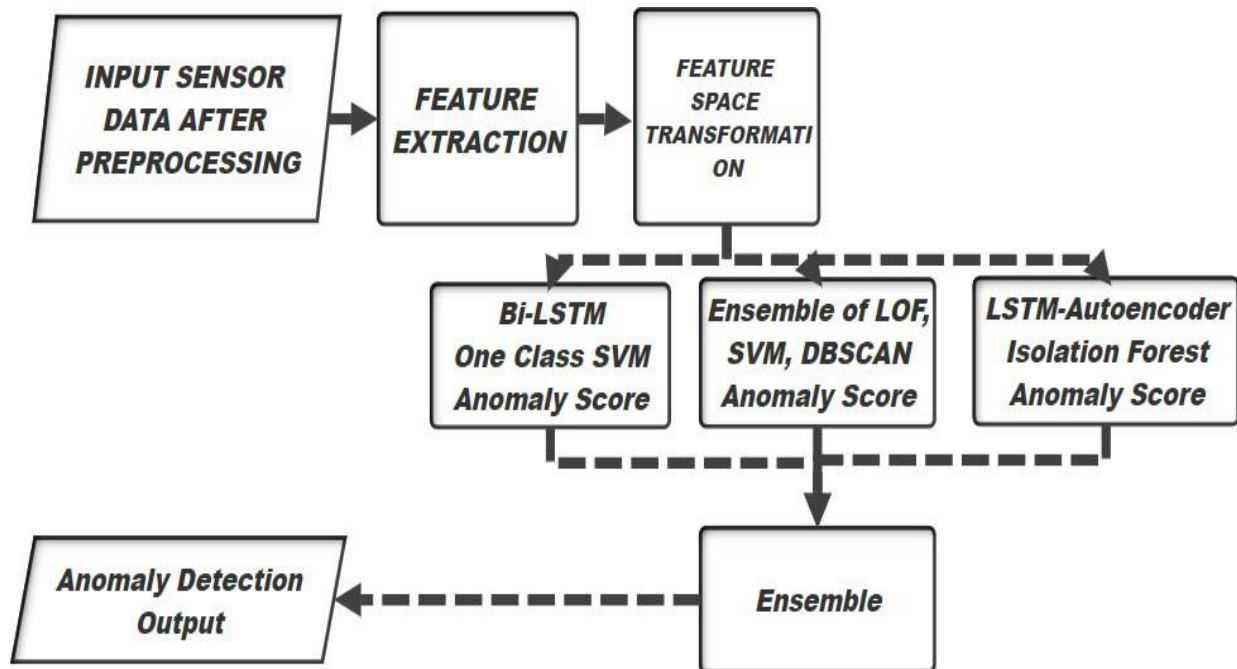 INPUT SENSOR
DATA AFTER
PREPROCESSING
FEATURE
EXTRACTION
FEATURE
SPACE
TRANSFORMATI
ON
Bi-LSTM
One Class SVM
Anomaly Score
Ensemble of LOF,
SVM, DBSCAN
Anomaly Score
LSTM-Autoencoder
Isolation Forest
Anomaly Score
Ensemble
Anomaly Detection
Output